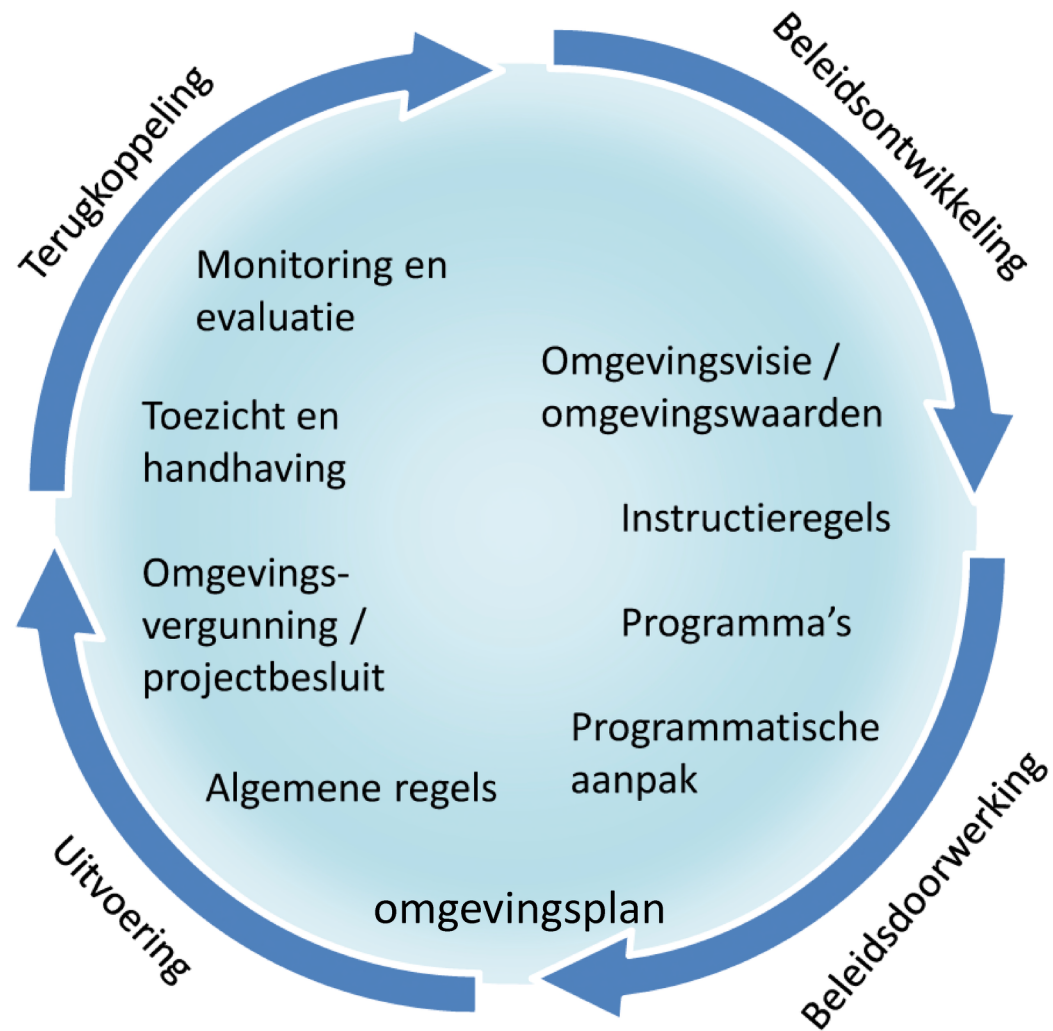 Beleidsontwikkeling
Terugkoppeling
Monitoring en
evaluatie
Omgevingsvisie /
omgevingswaarden
Toezicht en
handhaving
Instructieregels
Omgevings-
vergunning /
projectbesluit
Programma's
Programmatische
aanpak
Algemene regels
omgevingsplan
Uitvoering
Beleidsdoorwerking